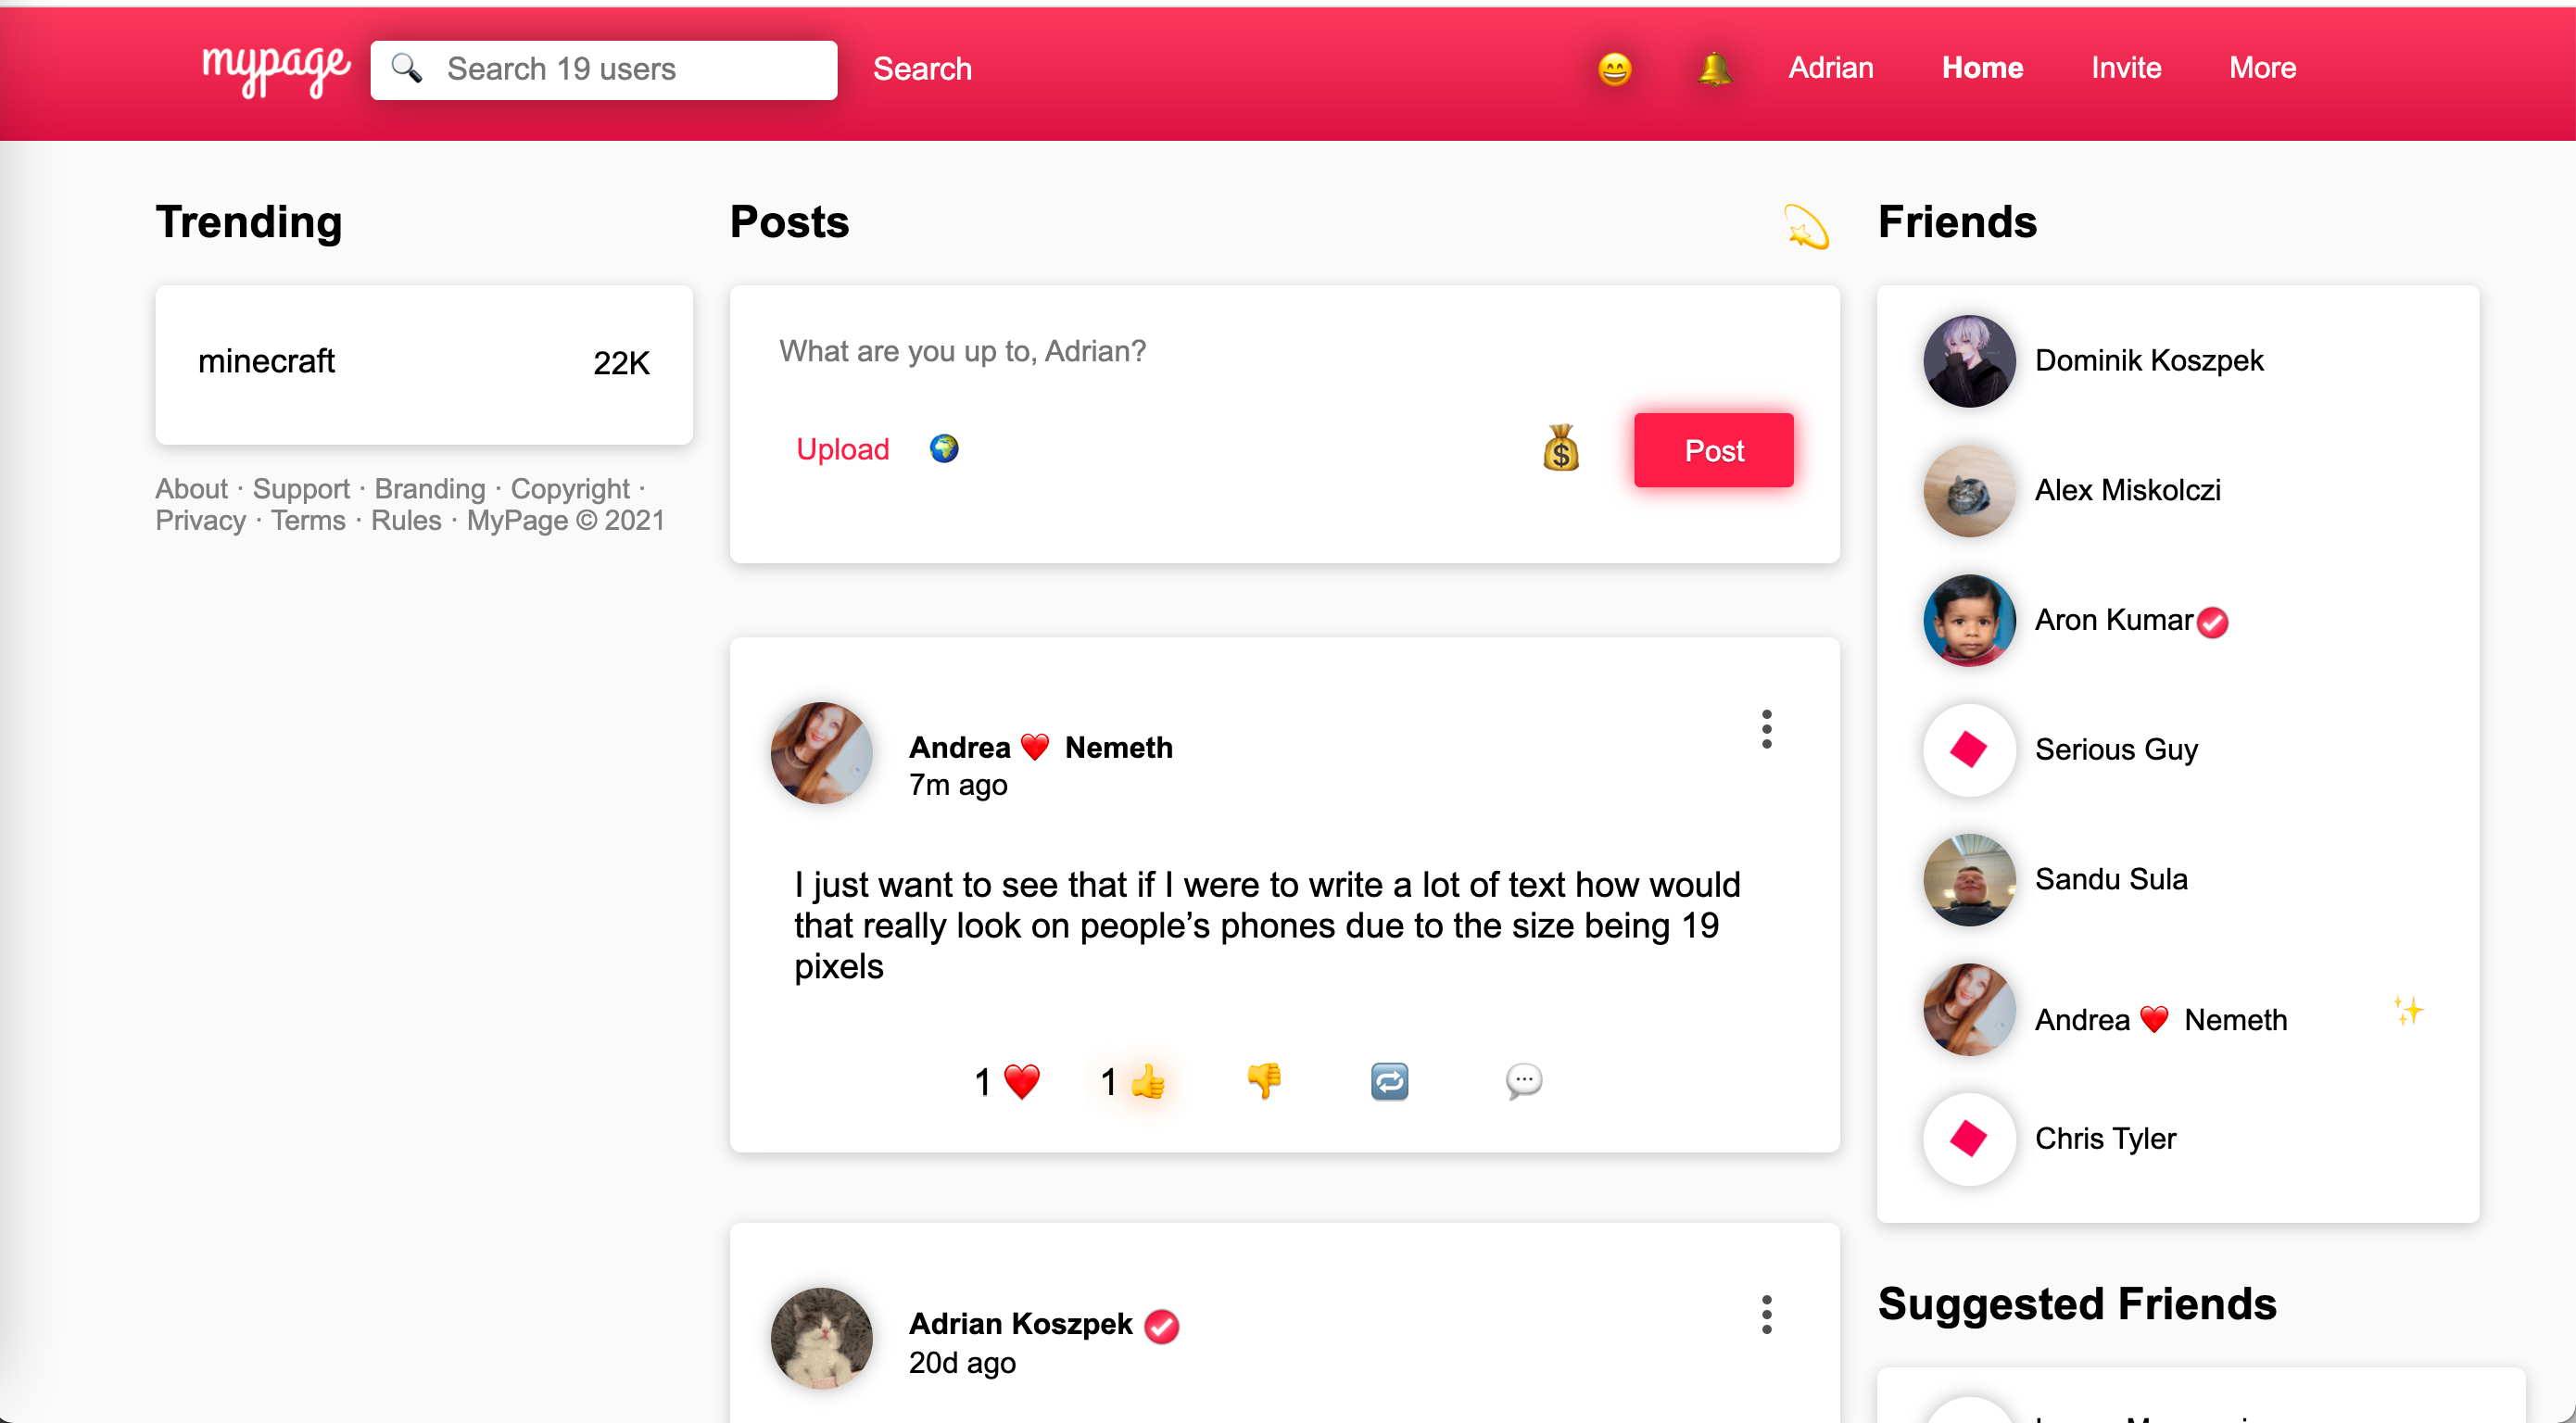 mypage
Search 19 users
Search
Adrian
Home
Invite
More
Trending
minecraft 22K
About · Support · Branding · Copyright ·
Privacy · Terms · Rules · MyPage © 2021
Posts
What are you up to, Adrian?
Upload
Post
Andrea ❤️ Nemeth
7m ago
I just want to see that if I were to write a lot of text how would
that really look on people’s phones due to the size being 19
pixels
1 ❤️ 1 👍
Adrian Koszpek
20d ago
Friends
Dominik Koszpek
Alex Miskolczi
Aron Kumar
Serious Guy
Sandu Sula
Andrea ❤️ Nemeth
Chris Tyler
Suggested Friends